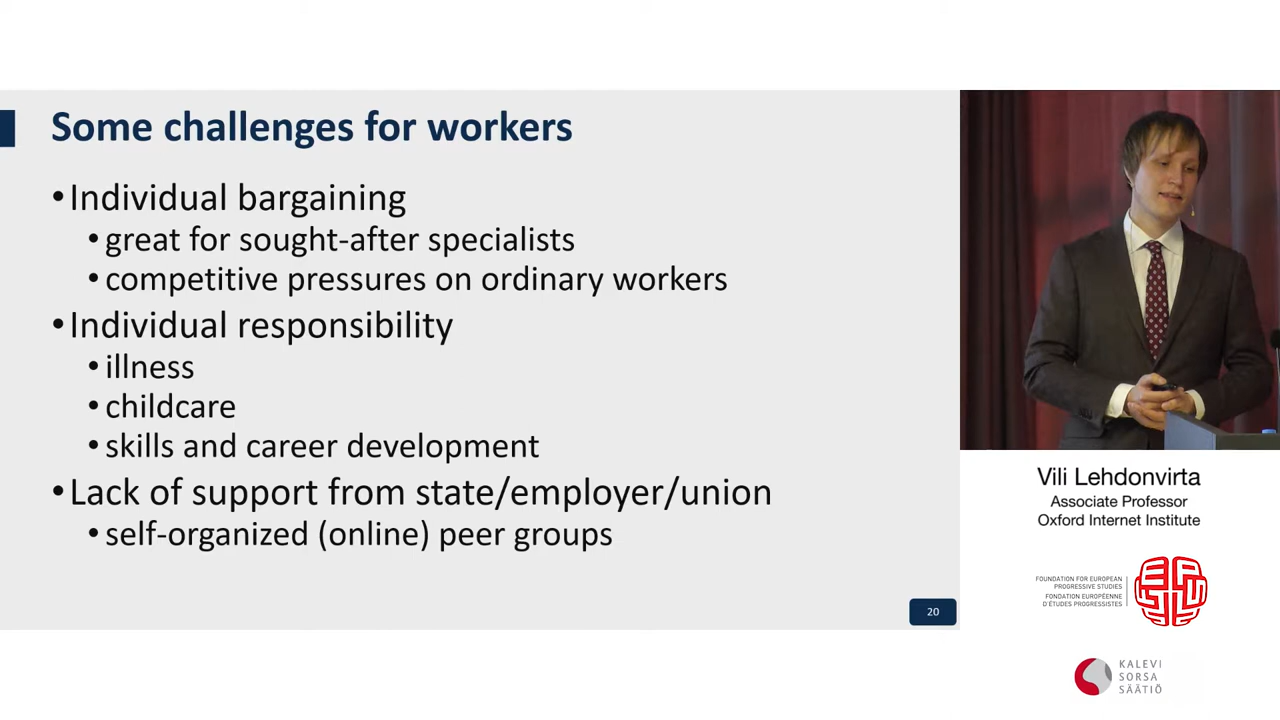 Some challenges for workers
•Individual bargaining
•great for sought-after specialists
•competitive pressures on ordinary workers
•Individual responsibility
•illness
•childcare
•skills and career development
•Lack of support from state/employer/union
•self-organized (online) peer groups
20
Vili Lehdonvirta
Associate Professor
Oxford Internet Institute
FOUNDATION FOR EUROPEAN
PROGRESSIVE STUDIES
FONDATION EUROPÉENNE
D'ÉTUDES PROGRESSISTES
KALEVI
SORSA
SÄÄTIÖ